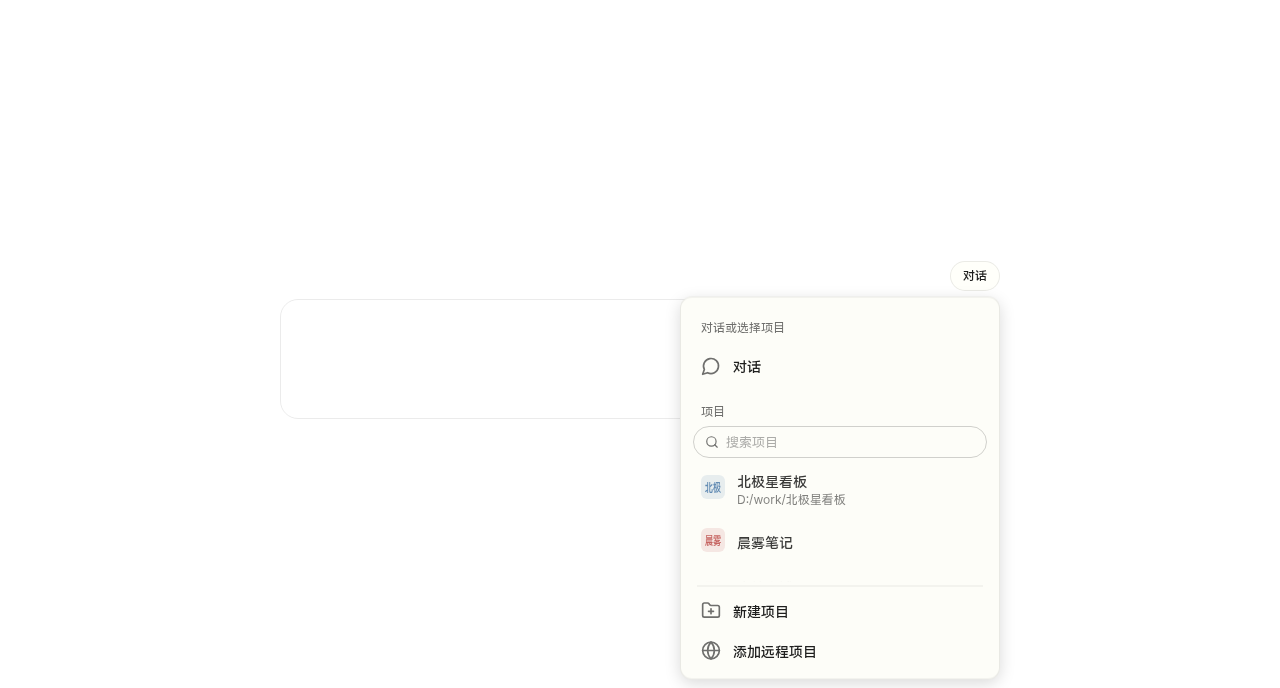 对话
对话或选择项目
对话
项目
搜索项目
北极
北极星看板
D:/work/北极星看板
晨雾
晨雾笔记
新建项目
添加远程项目